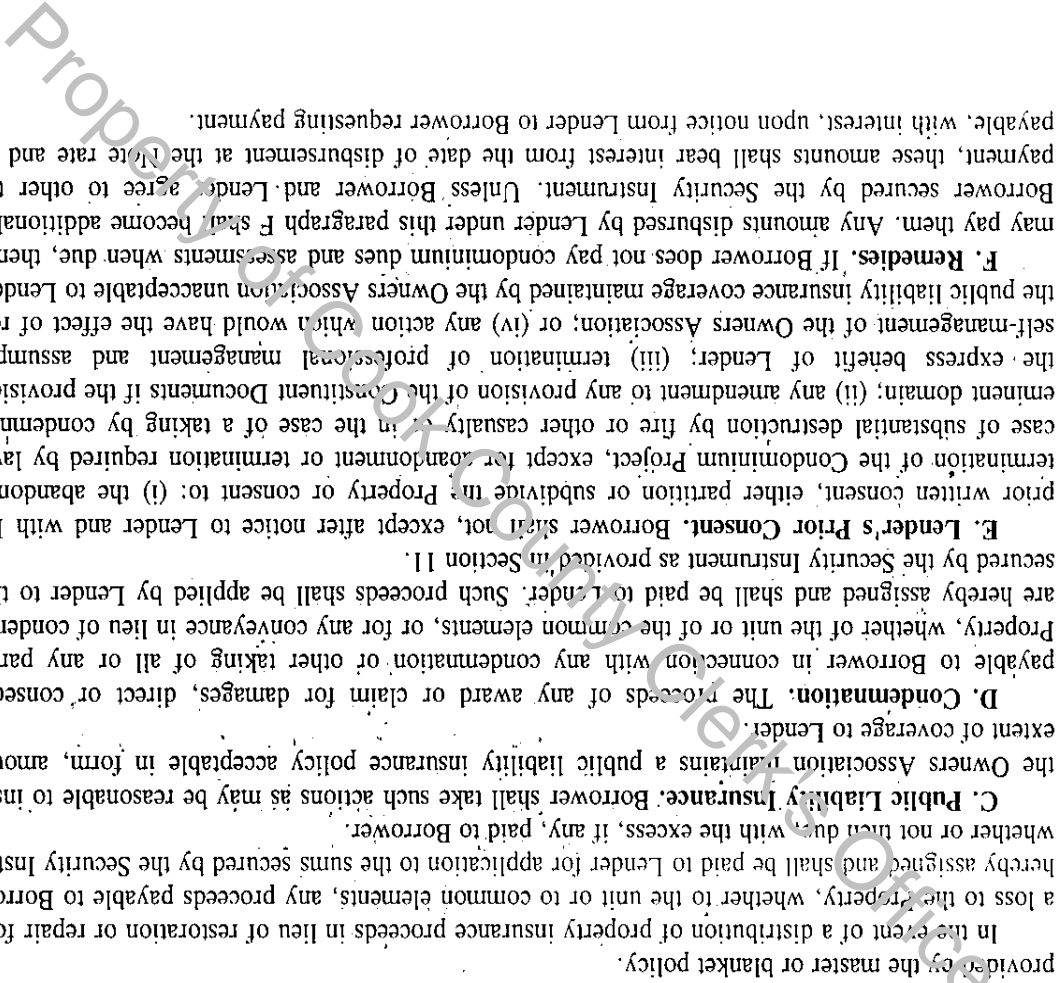 provided by the master or blanket policy.
In the event of a distribution of property insurance proceeds in lieu of restoration or repair fo
a loss to the Property, whether to the unit or to common elements, any proceeds payable to Borro
hereby assigned and shall be paid to Lender for application to the sums secured by the Security Inst
whether or not then due, with the excess, if any, paid to Borrower.
C. Public Liability Insurance. Borrower shall take such actions as may be reasonable to ins
the Owners Association maintains a public liability insurance policy acceptable in form, amou
extent of coverage to Lender.
D. Condemnation. The proceeds of any award or claim for damages, direct or conseq
payable to Borrower in connection with any condemnation or other taking of all or any par
Property, whether of the unit or of the common elements, or for any conveyance in lieu of conden
are hereby assigned and shall be paid to Lender. Such proceeds shall be applied by Lender to t
secured by the Security Instrument as provided in Section 11.
E. Lender's Prior Consent. Borrower shall not, except after notice to Lender and with
prior written consent, either partition or subdivide the Property or consent to: (i) the abandon
termination of the Condominium Project, except for abandonment or termination required by la
case of substantial destruction by fire or other casualty or in the case of a taking by condemn
eminent domain; (ii) any amendment to any provision of the Constituent Documents if the provisi
the express benefit of Lender; (iii) termination of professional management and assump
self-management of the Owners Association; or (iv) any action which would have the effect of r
the public liability insurance coverage maintained by the Owners Association unacceptable to Lende
F. Remedies. If Borrower does not pay condominium dues and assessments when due, then
may pay them. Any amounts disbursed by Lender under this paragraph F shall become additional
Borrower secured by the Security Instrument. Unless Borrower and Lender agree to other t
payment, these amounts shall bear interest from the date of disbursement at the Note rate and
payable, with interest, upon notice from Lender to Borrower requesting payment.
Property of Cook County Clerk's Office